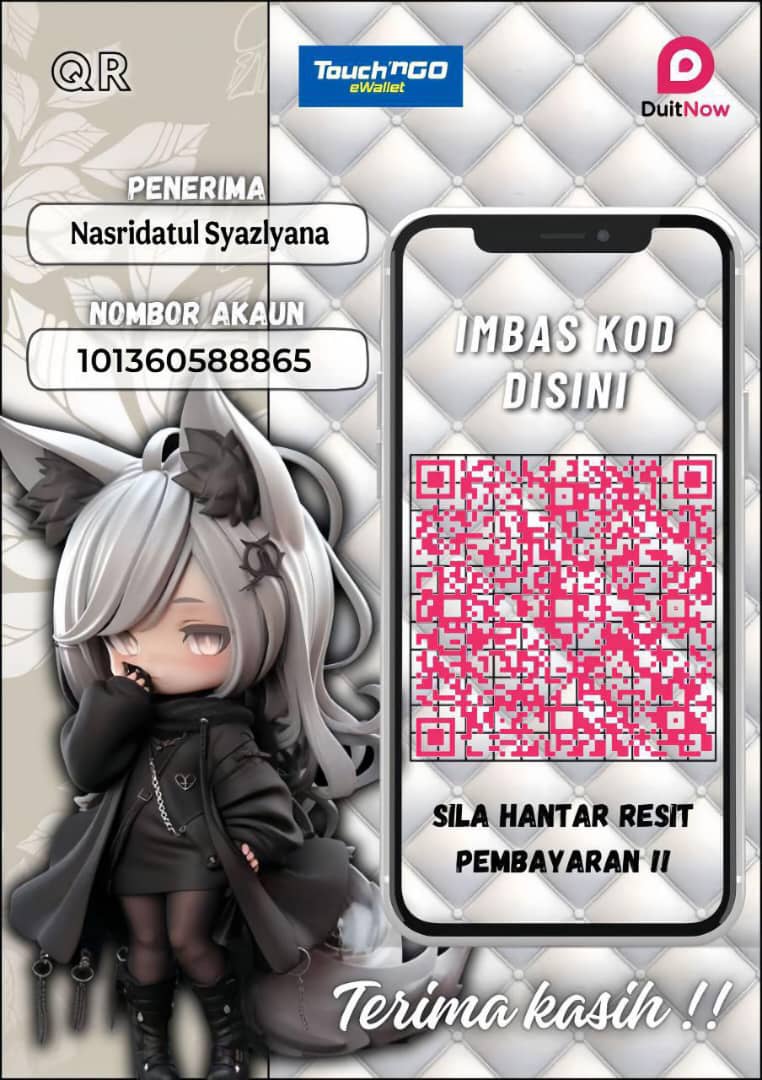 QR
Touch'nGO
eWallet
DuitNow
PENERIMA
Nasridatul Syazlyana
NOMBOR AKAUN
101360588865
IMBAS KOD
DISINI
SILA HANTAR RESIT
PEMBAYARAN !!
Terima kasih !!